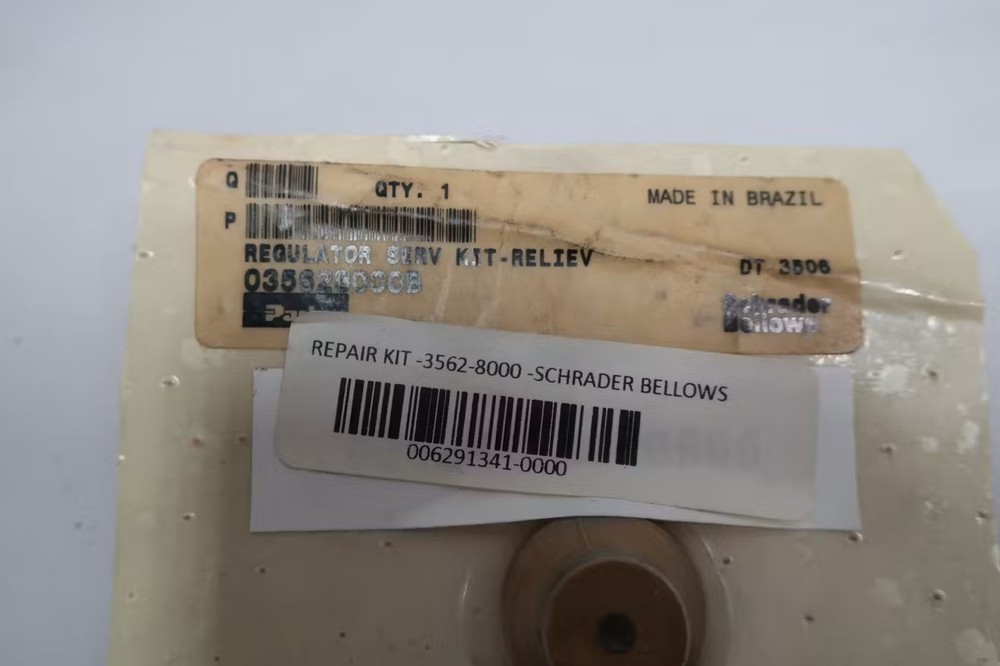 Q QTY. 1 MADE IN BRAZIL
P
REGULATOR SERV KIT-RELIEV
DT 3506
Schrader
Bellows
REPAIR KIT -3562-8000 -SCHRADER BELLOWS
006291341-0000